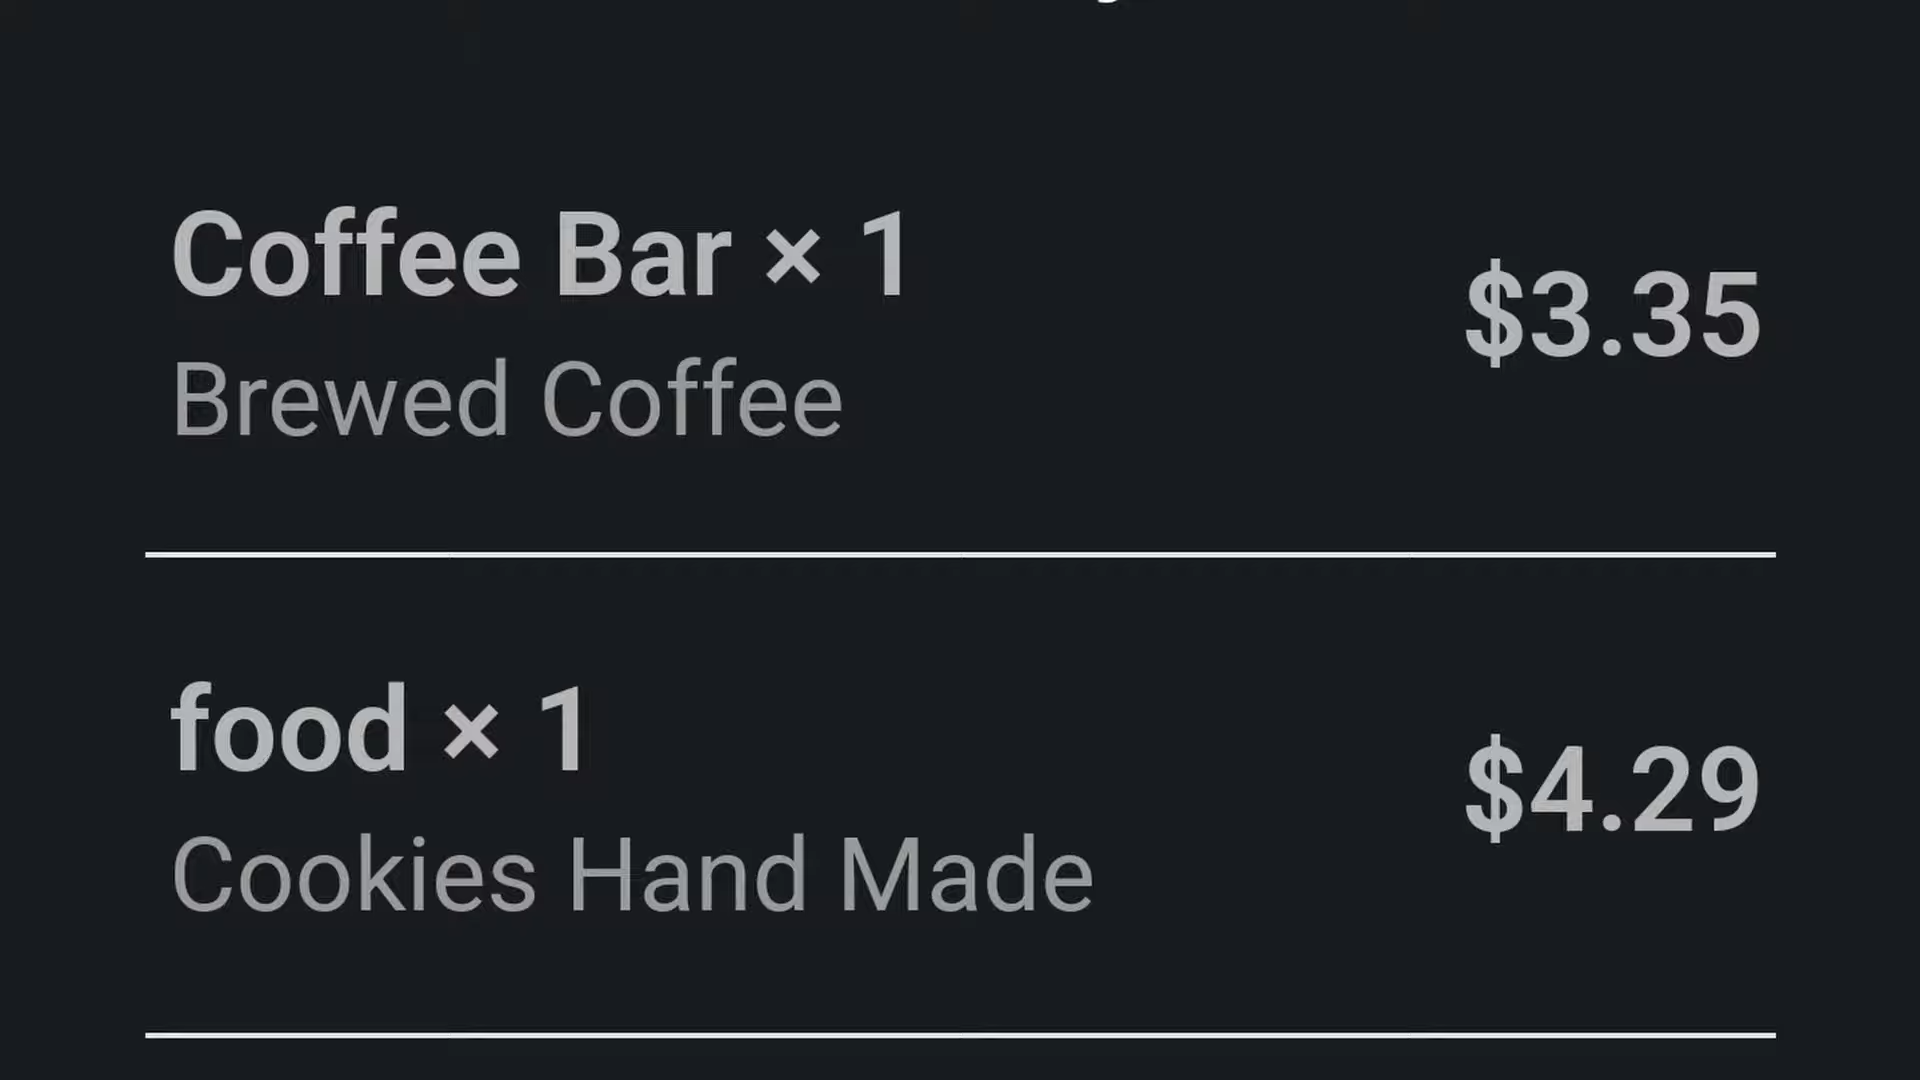 Coffee Bar × 1
$3.35
Brewed Coffee
food × 1
$4.29
Cookies Hand Made